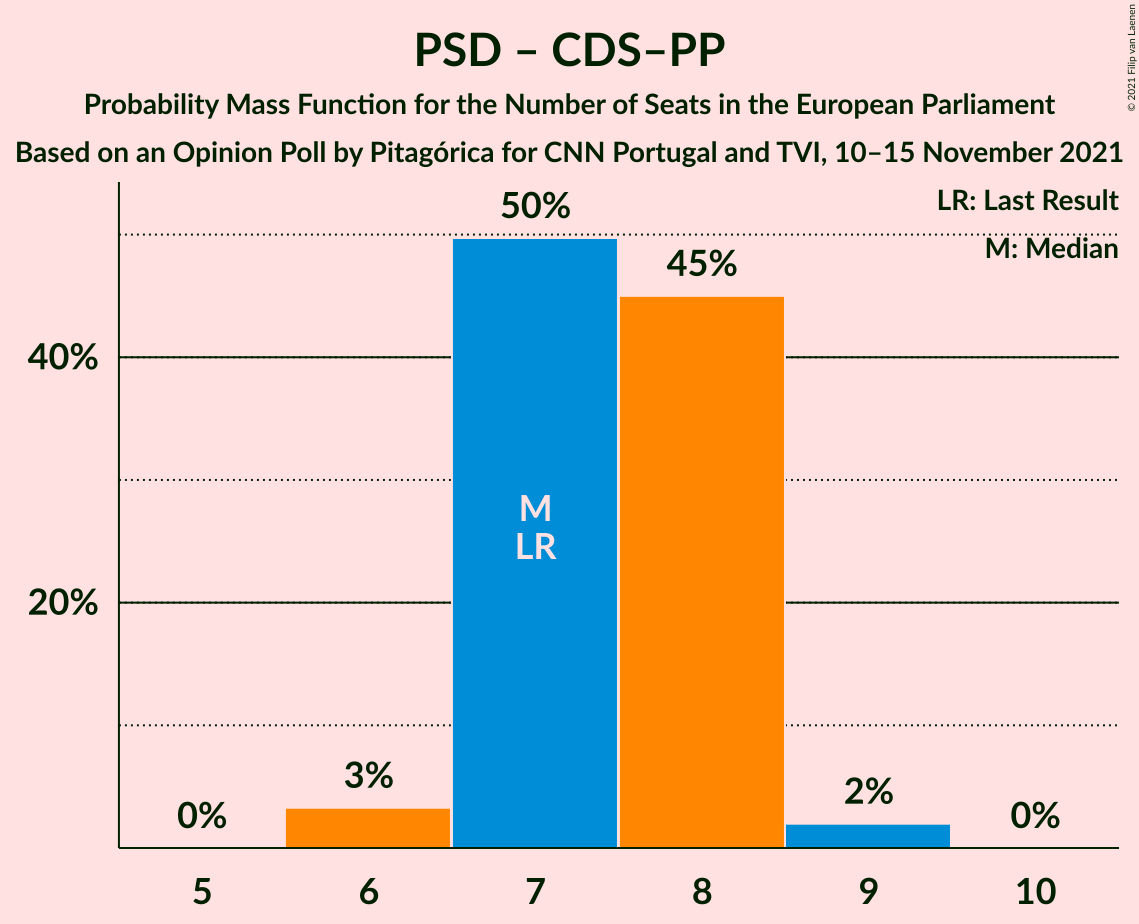 PSD – CDS–PP
Probability Mass Function for the Number of Seats in the European Parliament
Based on an Opinion Poll by Pitagórica for CNN Portugal and TVI, 10–15 November 2021
© 2021 Filip van Laenen
LR: Last Result
M: Median
50%
45%
40%
M
LR
20%
3%
2%
0%
0%
5 6 7 8 9 10